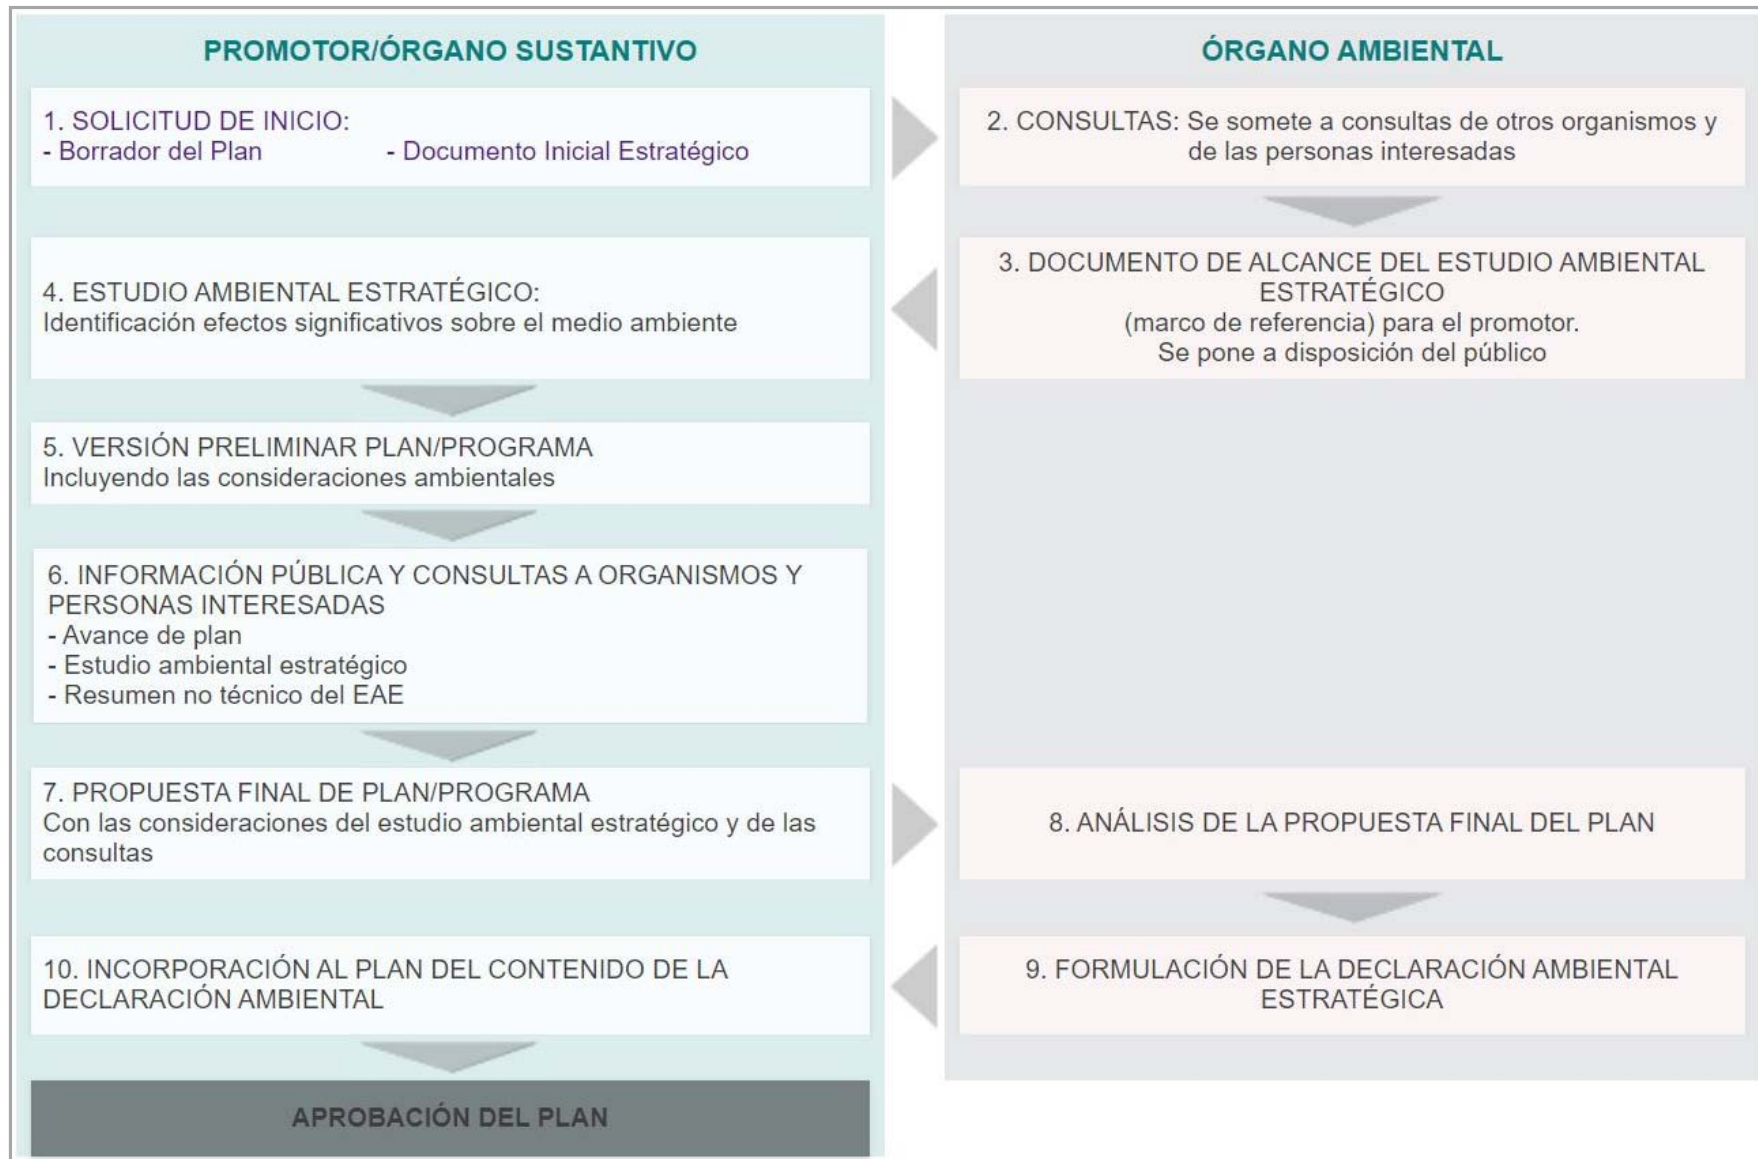 PROMOTOR/ÓRGANO SUSTANTIVO
ÓRGANO AMBIENTAL
1. SOLICITUD DE INICIO:
- Borrador del Plan - Documento Inicial Estratégico
2. CONSULTAS: Se somete a consultas de otros organismos y
de las personas interesadas
3. DOCUMENTO DE ALCANCE DEL ESTUDIO AMBIENTAL
ESTRATÉGICO
(marco de referencia) para el promotor.
Se pone a disposición del público
4. ESTUDIO AMBIENTAL ESTRATÉGICO:
Identificación efectos significativos sobre el medio ambiente
5. VERSIÓN PRELIMINAR PLAN/PROGRAMA
Incluyendo las consideraciones ambientales
6. INFORMACIÓN PÚBLICA Y CONSULTAS A ORGANISMOS Y
PERSONAS INTERESADAS
- Avance de plan
- Estudio ambiental estratégico
- Resumen no técnico del EAE
7. PROPUESTA FINAL DE PLAN/PROGRAMA
Con las consideraciones del estudio ambiental estratégico y de las
consultas
8. ANÁLISIS DE LA PROPUESTA FINAL DEL PLAN
9. FORMULACIÓN DE LA DECLARACIÓN AMBIENTAL
ESTRATÉGICA
10. INCORPORACIÓN AL PLAN DEL CONTENIDO DE LA
DECLARACIÓN AMBIENTAL
APROBACIÓN DEL PLAN